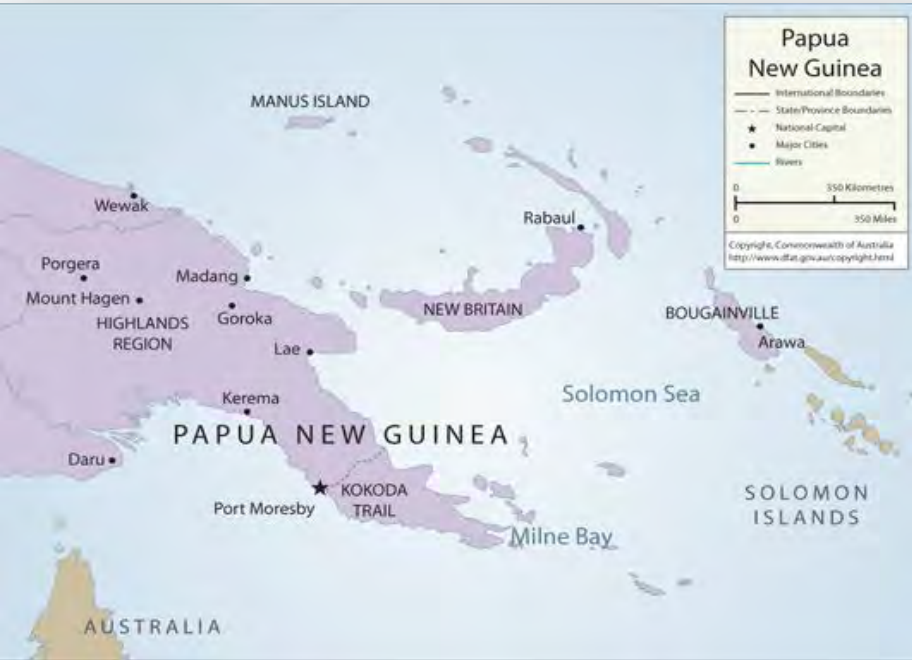 Papua
New Guinea
International Boundaries
State/Province Boundaries
National Capital
Major Cities
Rivers
0 350 Kilometres
0 350 Miles
Copyright, Commonwealth of Australia
http://www.dfat.gov.au/copyright.html
MANUS ISLAND
Wewak
Rabaul
Porgera
Madang
Mount Hagen
HIGHLANDS
REGION
Goroka
NEW BRITAIN
BOUGAINVILLE
Arawa
Lae
Solomon Sea
Kerema
PAPUA NEW GUINEA
Daru
KOKODA
TRAIL
Port Moresby
SOLOMON
ISLANDS
Milne Bay
AUSTRALIA